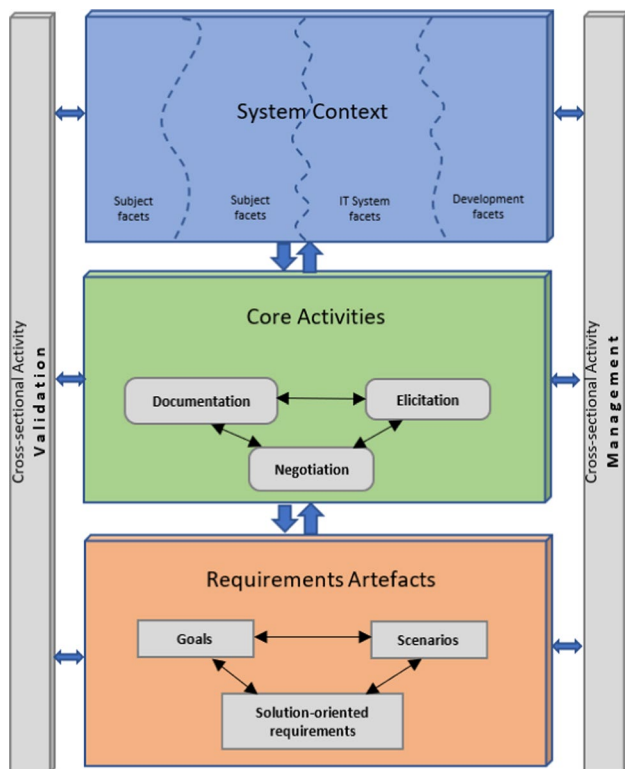 System Context
Subject
facets
Subject
facets
IT System
facets
Development
facets
Cross-sectional Activity
Validation
Core Activities
Documentation
Elicitation
Negotiation
Cross-sectional Activity
Management
Requirements Artefacts
Goals
Scenarios
Solution-oriented
requirements